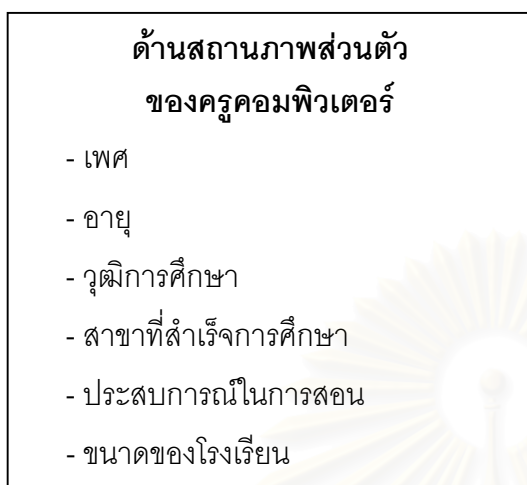 ด้านสถานภาพส่วนตัว
ของครูคอมพิวเตอร์
- เพศ
- อายุ
- วุฒิการศึกษา
- สาขาที่สำเร็จการศึกษา
- ประสบการณ์ในการสอน
- ขนาดของโรงเรียน